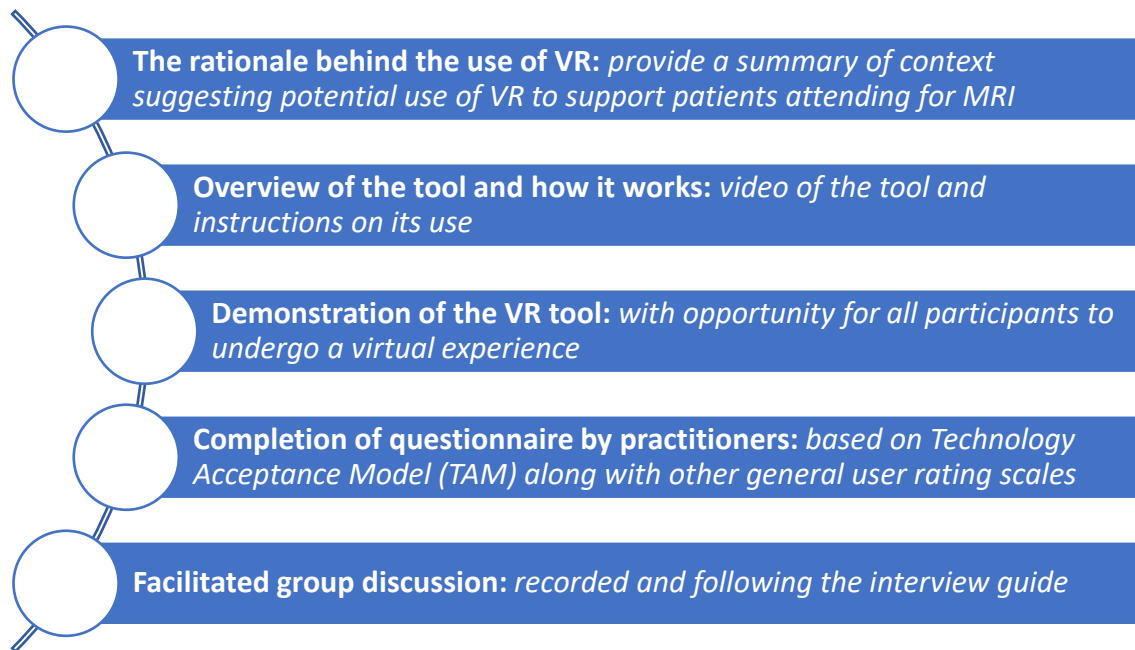 The rationale behind the use of VR: provide a summary of context
suggesting potential use of VR to support patients attending for MRI
Overview of the tool and how it works: video of the tool and
instructions on its use
Demonstration of the VR tool: with opportunity for all participants to
undergo a virtual experience
Completion of questionnaire by practitioners: based on Technology
Acceptance Model (TAM) along with other general user rating scales
Facilitated group discussion: recorded and following the interview guide